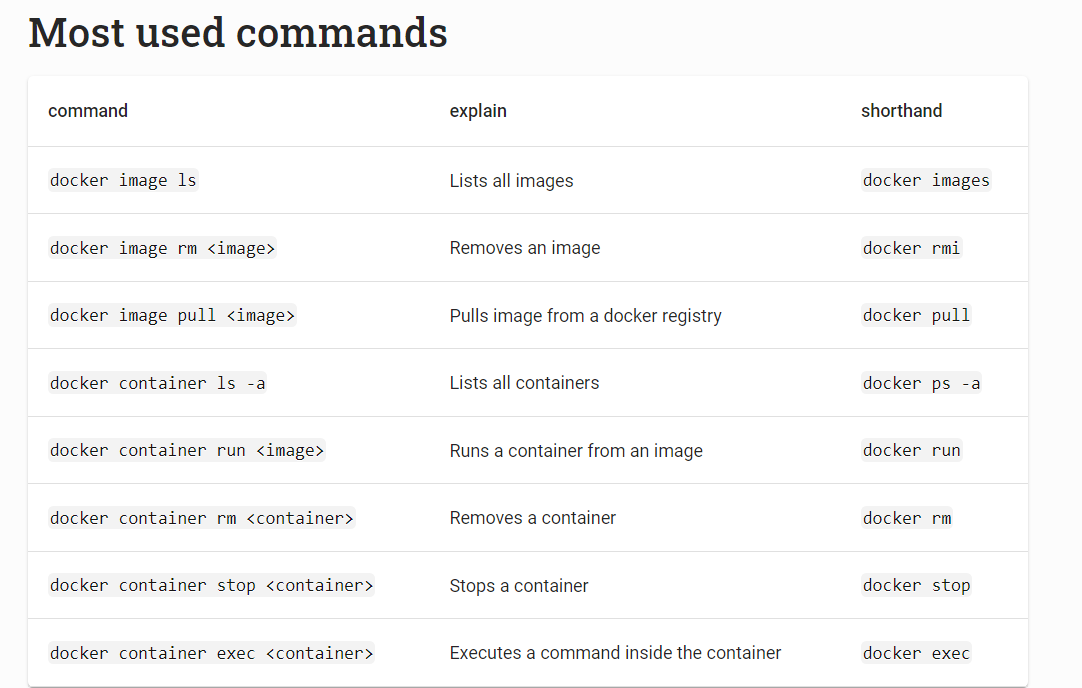 Most used commands
command explain shorthand
docker image ls Lists all images docker images
docker image rm <image> Removes an image docker rmi
docker image pull <image> Pulls image from a docker registry docker pull
docker container ls -a Lists all containers docker ps -a
docker container run <image> Runs a container from an image docker run
docker container rm <container> Removes a container docker rm
docker container stop <container> Stops a container docker stop
docker container exec <container> Executes a command inside the container docker exec